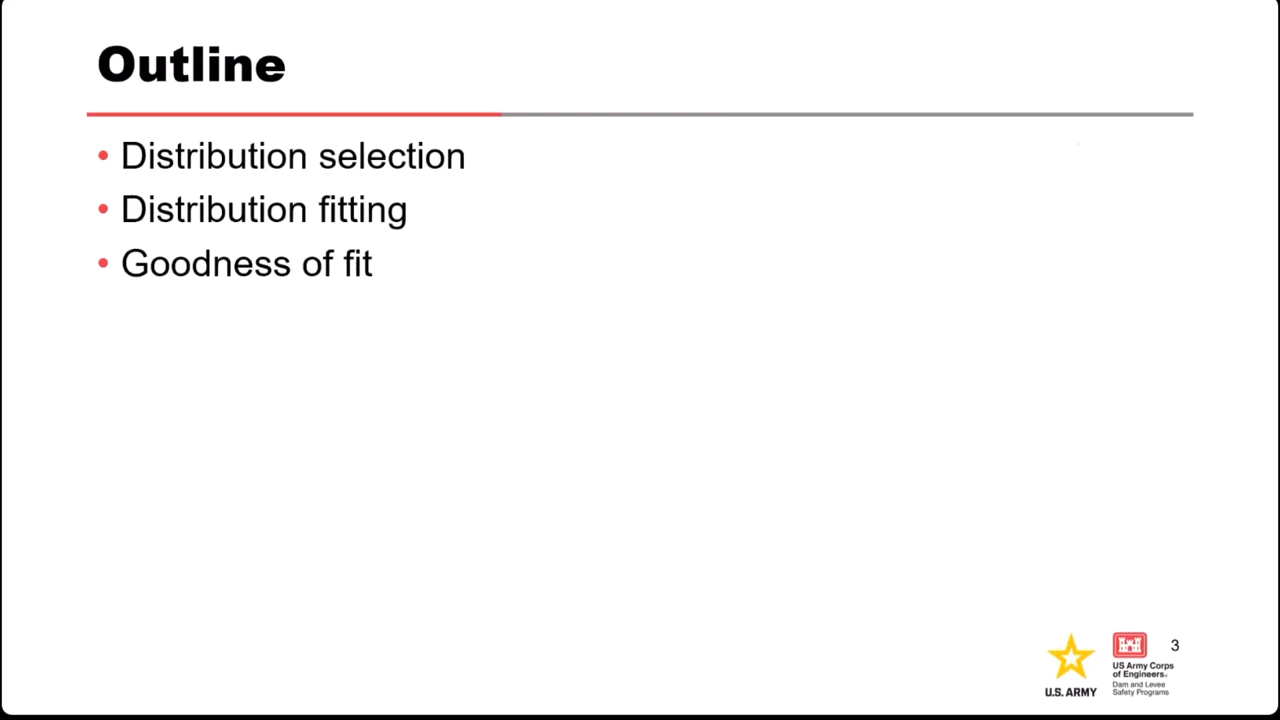 Outline
• Distribution selection
• Distribution fitting
• Goodness of fit
3
U.S. ARMY
US Army Corps
of Engineers®
Dam and Levee
Safety Programs